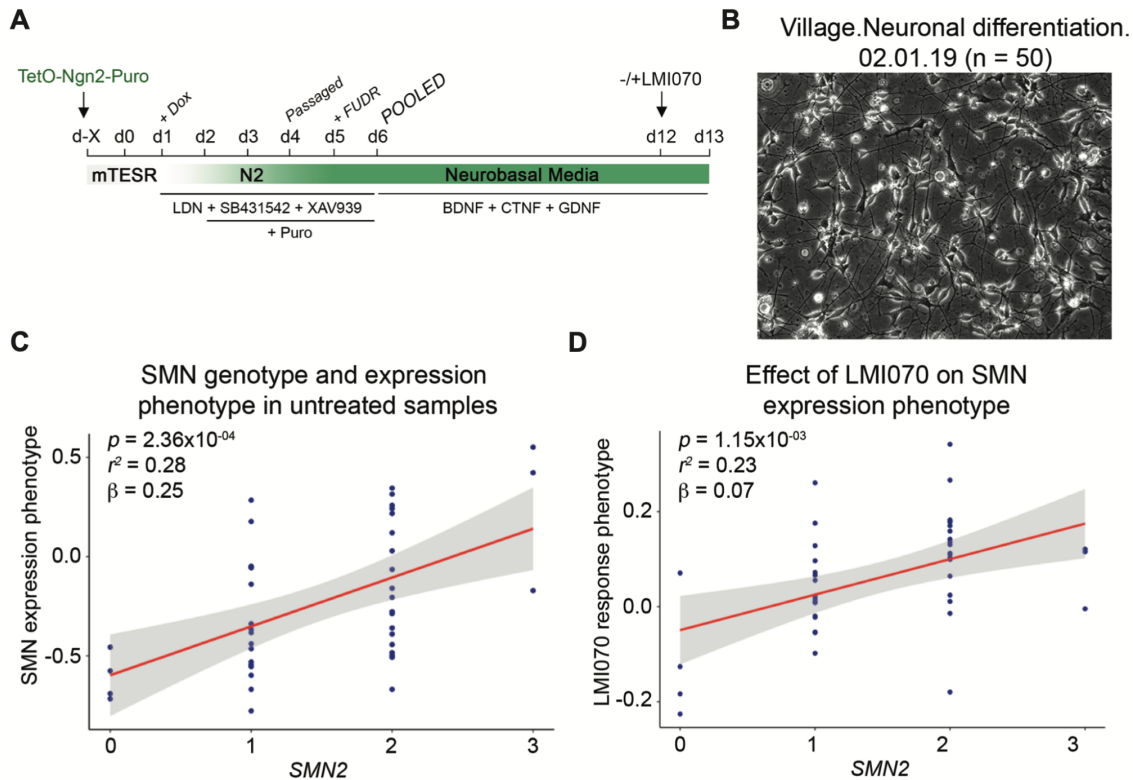 A
TetO-Ngn2-Puro
+ Dox
Passaged
+ FUDR
POOLED
-/+LMI070
d-X d0 d1 d2 d3 d4 d5 d6 d12 d13
mTESR N2 Neurobasal Media
LDN + SB431542 + XAV939
BDNF + CTNF + GDNF
+ Puro
B
Village.Neuronal differentiation.
02.01.19 (n = 50)
C
SMN genotype and expression
phenotype in untreated samples
p = 2.36x10-04
r2 = 0.28
β = 0.25
SMN expression phenotype
0.5
0.0
-0.5
0 1 2 3
SMN2
D
Effect of LMI070 on SMN
expression phenotype
p = 1.15x10-03
r2 = 0.23
β = 0.07
LMI070 response phenotype
0.2
0.0
-0.2
0 1 2 3
SMN2